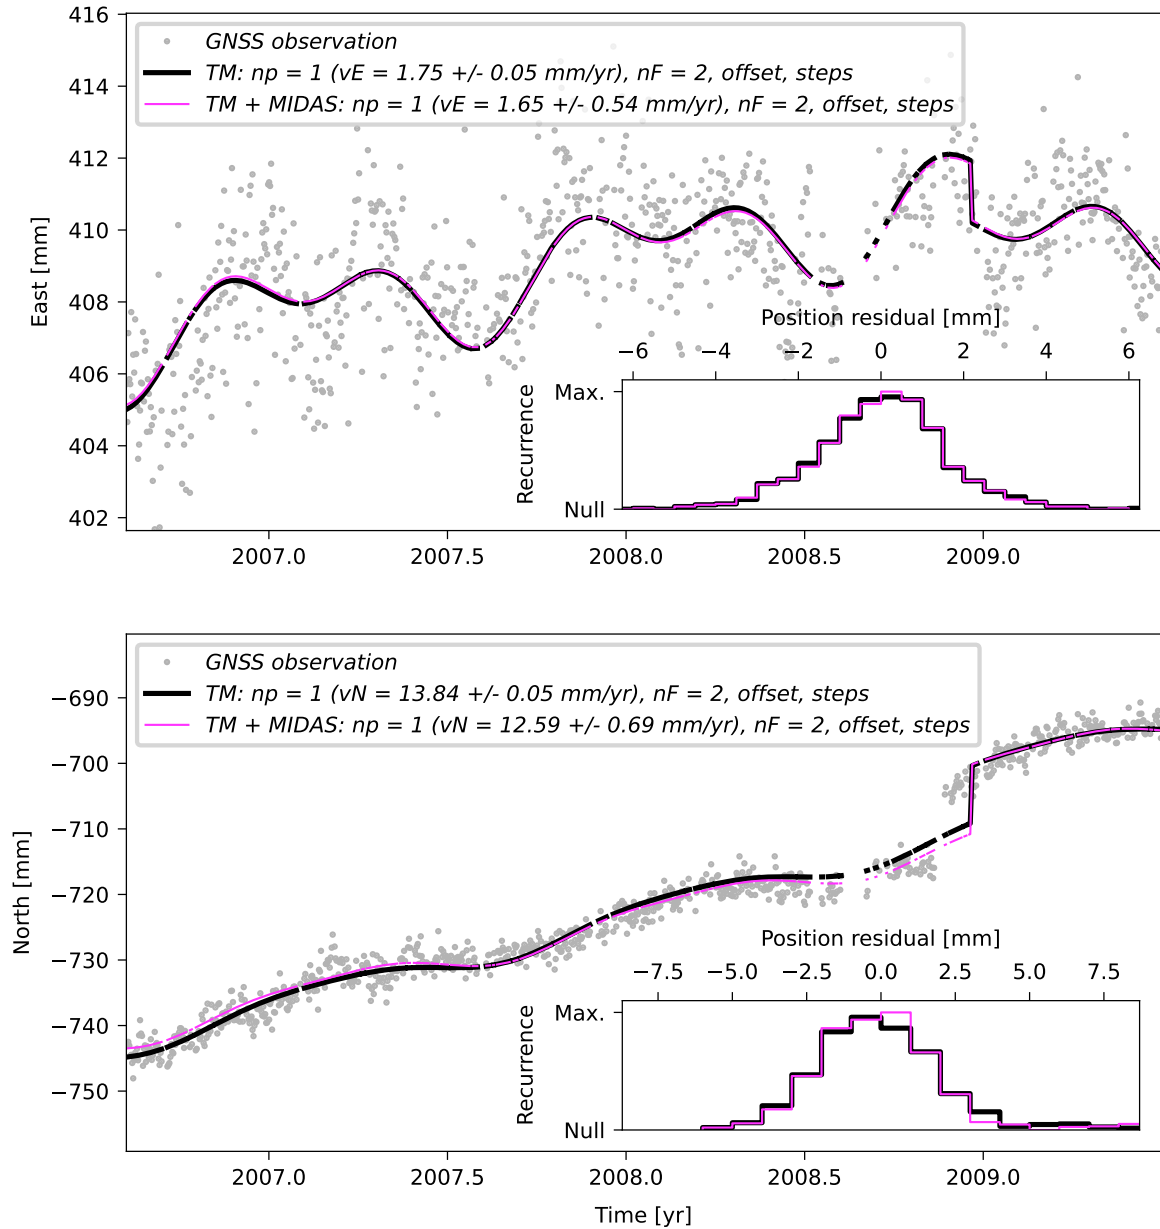 416
414
412
410
408
406
404
402
East [mm]
GNSS observation
TM: np = 1 (vE = 1.75 +/- 0.05 mm/yr), nF = 2, offset, steps
TM + MIDAS: np = 1 (vE = 1.65 +/- 0.54 mm/yr), nF = 2, offset, steps
Position residual [mm]
−6 −4 −2 0 2 4 6
Max.
Recurrence
Null
2007.0 2007.5 2008.0 2008.5 2009.0
GNSS observation
TM: np = 1 (vN = 13.84 +/- 0.05 mm/yr), nF = 2, offset, steps
TM + MIDAS: np = 1 (vN = 12.59 +/- 0.69 mm/yr), nF = 2, offset, steps
−690
−700
−710
−720
−730
−740
−750
North [mm]
Position residual [mm]
−7.5 −5.0 −2.5 0.0 2.5 5.0 7.5
Max.
Recurrence
Null
2007.0 2007.5 2008.0 2008.5 2009.0
Time [yr]